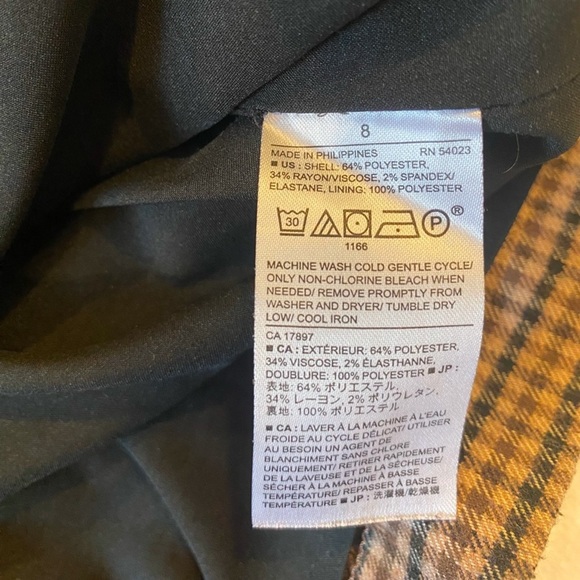 8
MADE IN PHILIPPINES RN 54023
■ US : SHELL: 64% POLYESTER,
34% RAYON/VISCOSE, 2% SPANDEX/
ELASTANE, LINING: 100% POLYESTER
30 P ®
1166
MACHINE WASH COLD GENTLE CYCLE/
ONLY NON-CHLORINE BLEACH WHEN
NEEDED/ REMOVE PROMPTLY FROM
WASHER AND DRYER/ TUMBLE DRY
LOW/ COOL IRON
CA 17897
■ CA : EXTÉRIEUR: 64% POLYESTER,
34% VISCOSE, 2% ÉLASTHANNE,
DOUBLURE: 100% POLYESTER ■ JP :
表地: 64% ポリエステル,
34% レーヨン, 2% ポリウレタン,
裏地: 100% ポリエステル
■ CA : LAVER À LA MACHINE À L'EAU
FROIDE AU CYCLE DÉLICAT/ UTILISER
AU BESOIN UN AGENT DE
BLANCHIMENT SANS CHLORE
UNIQUEMENT/ RETIRER RAPIDEMENT
DE LA LAVEUSE ET DE LA SÉCHEUSE/
SÉCHER À LA MACHINE À BASSE
TEMPÉRATURE/ REPASSER À BASSE
TEMPÉRATURE ■ JP : 洗濯機/乾燥機